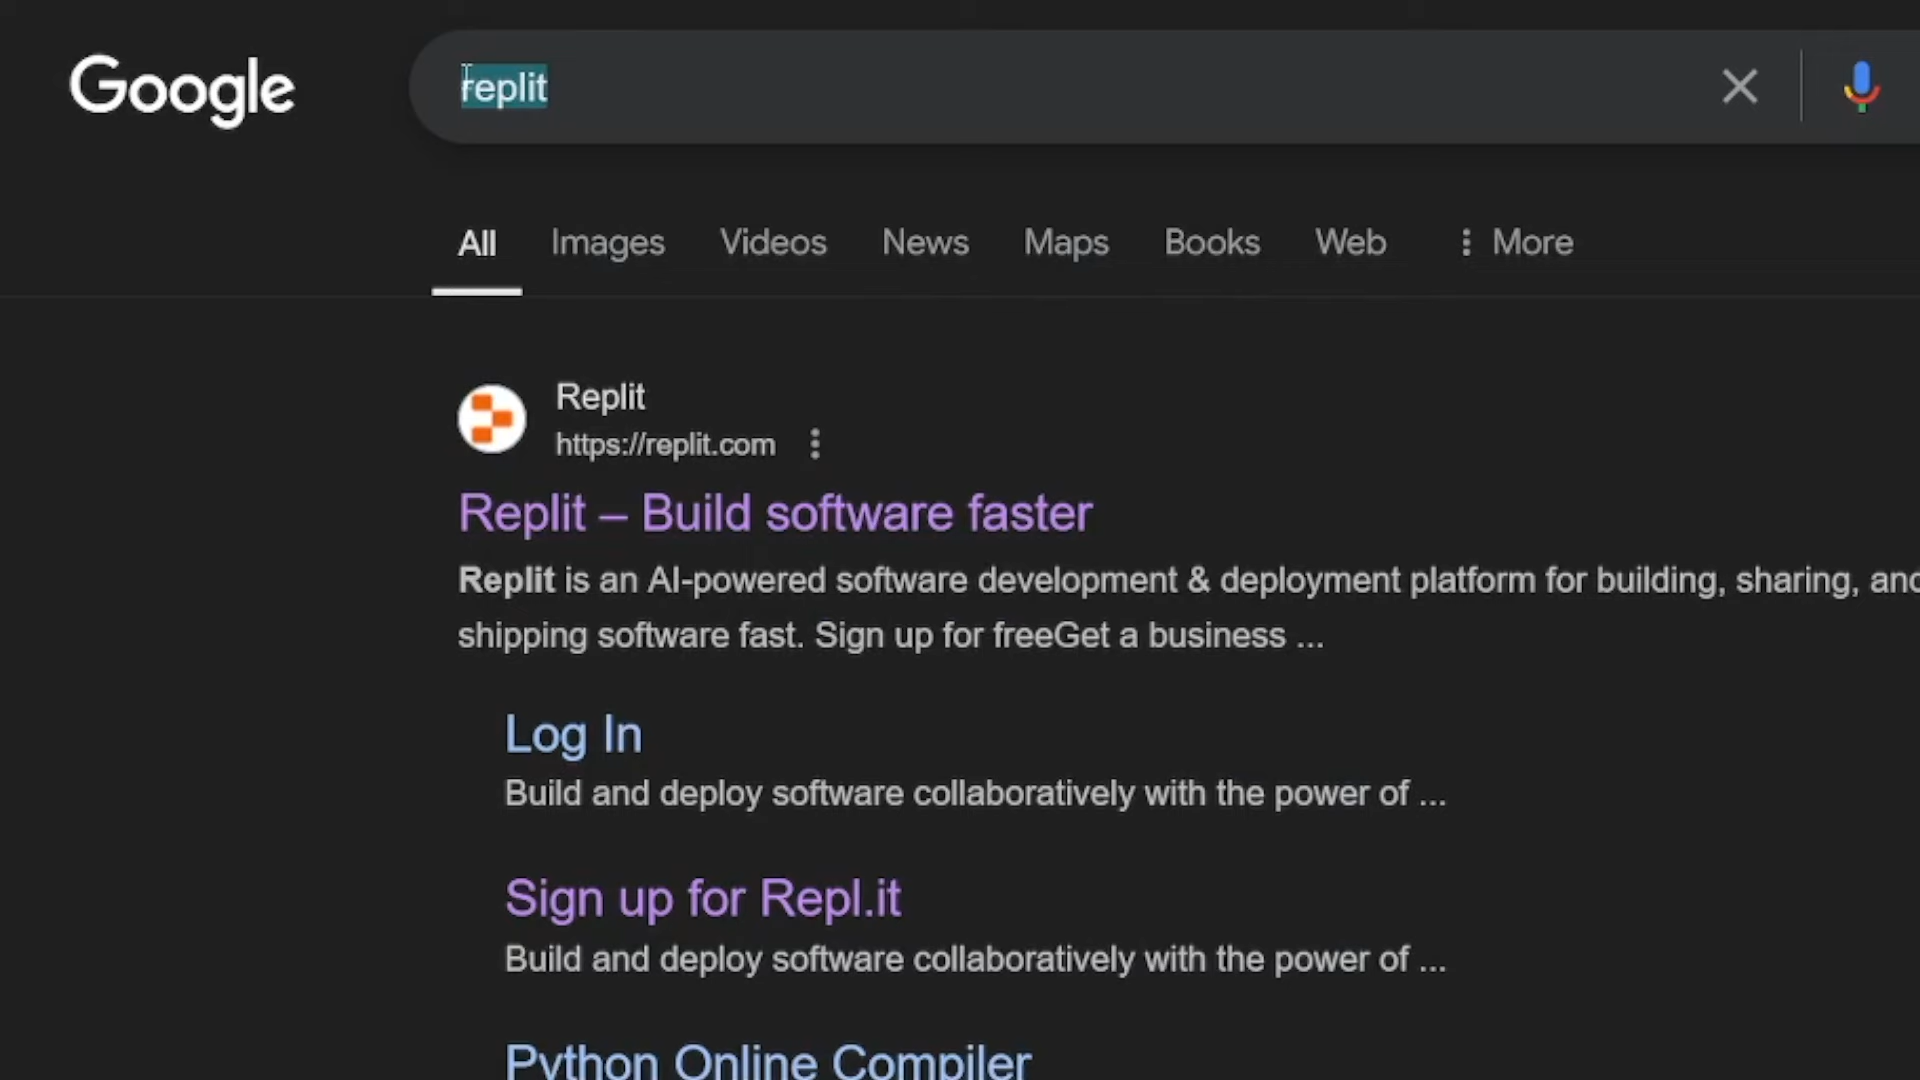 Google
replit
All Images Videos News Maps Books Web More
Replit
https://replit.com
Replit – Build software faster
Replit is an AI-powered software development & deployment platform for building, sharing, and
shipping software fast. Sign up for freeGet a business ...
Log In
Build and deploy software collaboratively with the power of ...
Sign up for Repl.it
Build and deploy software collaboratively with the power of ...
Python Online Compiler